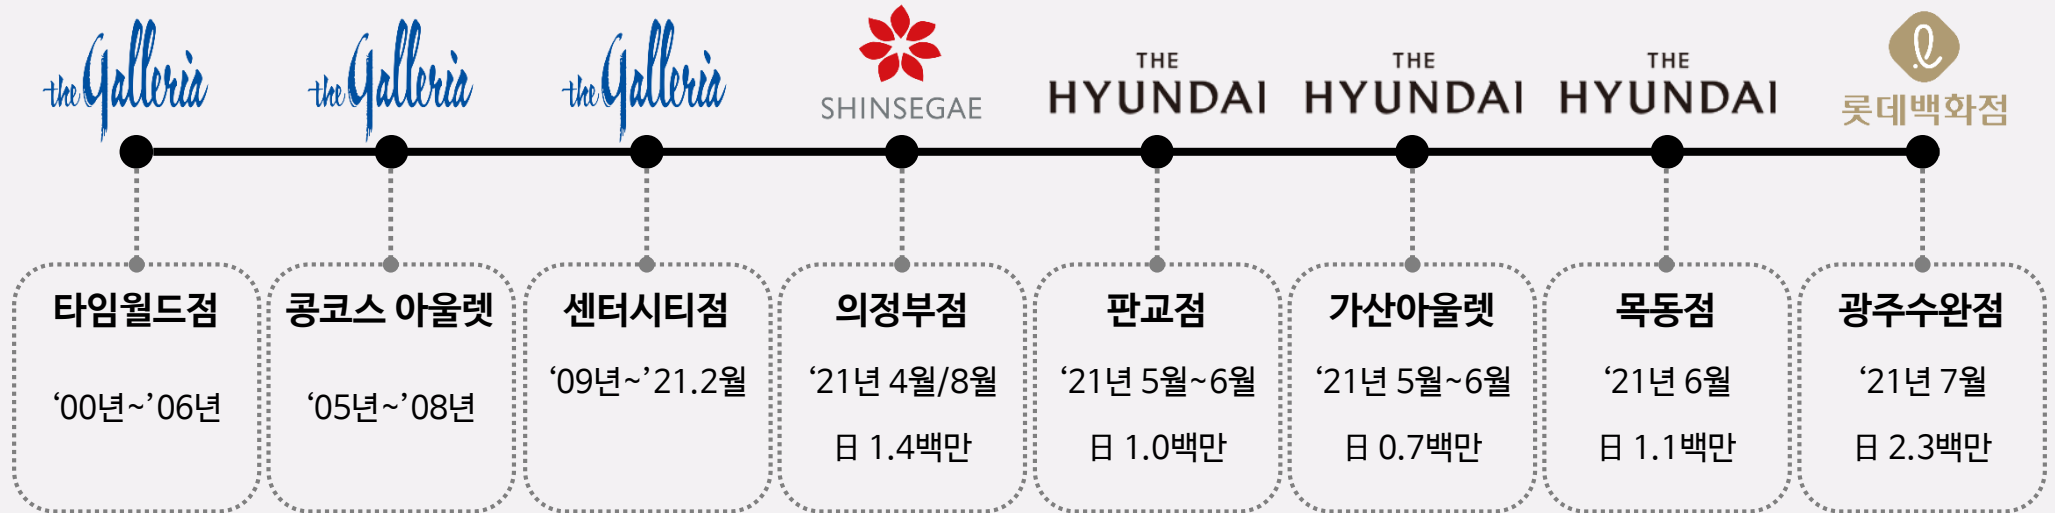 the Galleria
the Galleria
the Galleria
SHINSEGAE
THE
HYUNDAI
THE
HYUNDAI
THE
HYUNDAI
롯데백화점
타임월드점
‘00년~’06년
콩코스 아울렛
‘05년~’08년
센터시티점
‘09년~’21.2월
의정부점
‘21년 4월/8월
日 1.4백만
판교점
‘21년 5월~6월
日 1.0백만
가산아울렛
‘21년 5월~6월
日 0.7백만
목동점
‘21년 6월
日 1.1백만
광주수완점
‘21년 7월
日 2.3백만